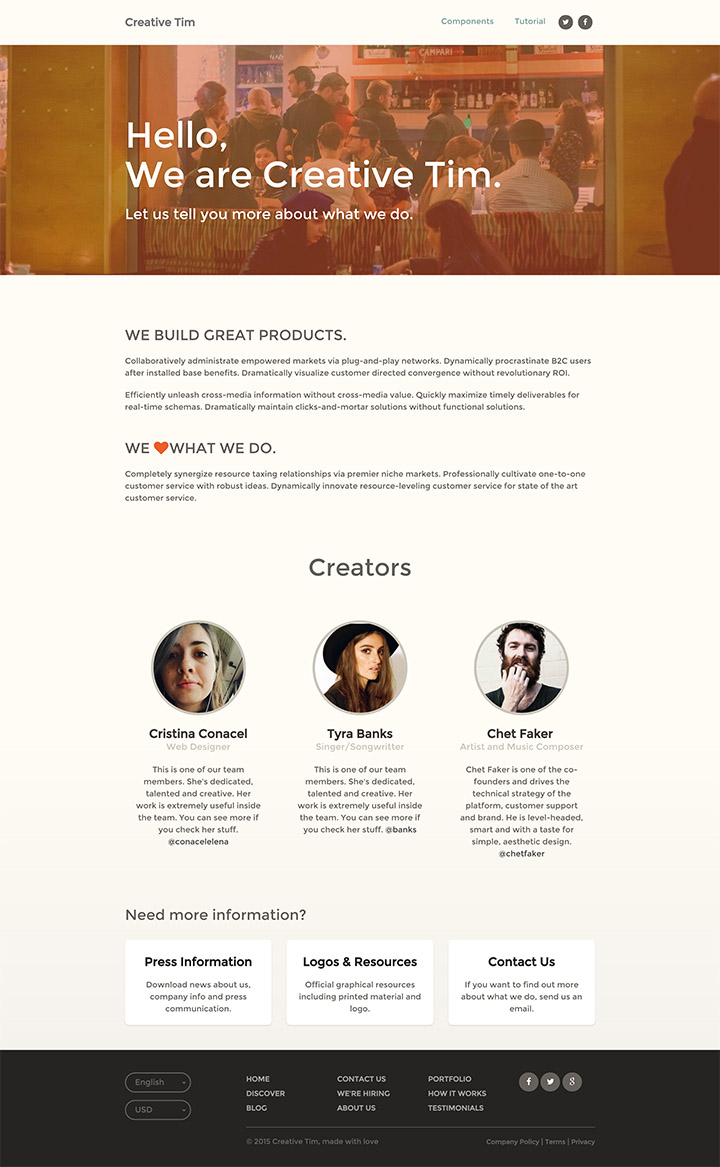 Creative Tim
Components Tutorial
CAMPARI
Hello,
We are Creative Tim.
Let us tell you more about what we do.
WE BUILD GREAT PRODUCTS.
Collaboratively administrate empowered markets via plug-and-play networks. Dynamically procrastinate B2C users
after installed base benefits. Dramatically visualize customer directed convergence without revolutionary ROI.
Efficiently unleash cross-media information without cross-media value. Quickly maximize timely deliverables for
real-time schemas. Dramatically maintain clicks-and-mortar solutions without functional solutions.
WE WHAT WE DO.
Completely synergize resource taxing relationships via premier niche markets. Professionally cultivate one-to-one
customer service with robust ideas. Dynamically innovate resource-leveling customer service for state of the art
customer service.
Creators
Cristina Conacel
Web Designer
This is one of our team
members. She's dedicated,
talented and creative. Her
work is extremely useful inside
the team. You can see more if
you check her stuff.
@conacelelena
Tyra Banks
Singer/Songwritter
This is one of our team
members. She's dedicated,
talented and creative. Her
work is extremely useful inside
the team. You can see more if
you check her stuff. @banks
Chet Faker
Artist and Music Composer
Chet Faker is one of the co-
founders and drives the
technical strategy of the
platform, customer support
and brand. He is level-headed,
smart and with a taste for
simple, aesthetic design.
@chetfaker
Need more information?
Press Information
Download news about us,
company info and press
communication.
Logos & Resources
Official graphical resources
including printed material and
logo.
Contact Us
If you want to find out more
about what we do, send us an
email.
English
USD
HOME
DISCOVER
BLOG
CONTACT US
WE'RE HIRING
ABOUT US
PORTFOLIO
HOW IT WORKS
TESTIMONIALS
© 2015 Creative Tim, made with love
Company Policy | Terms | Privacy